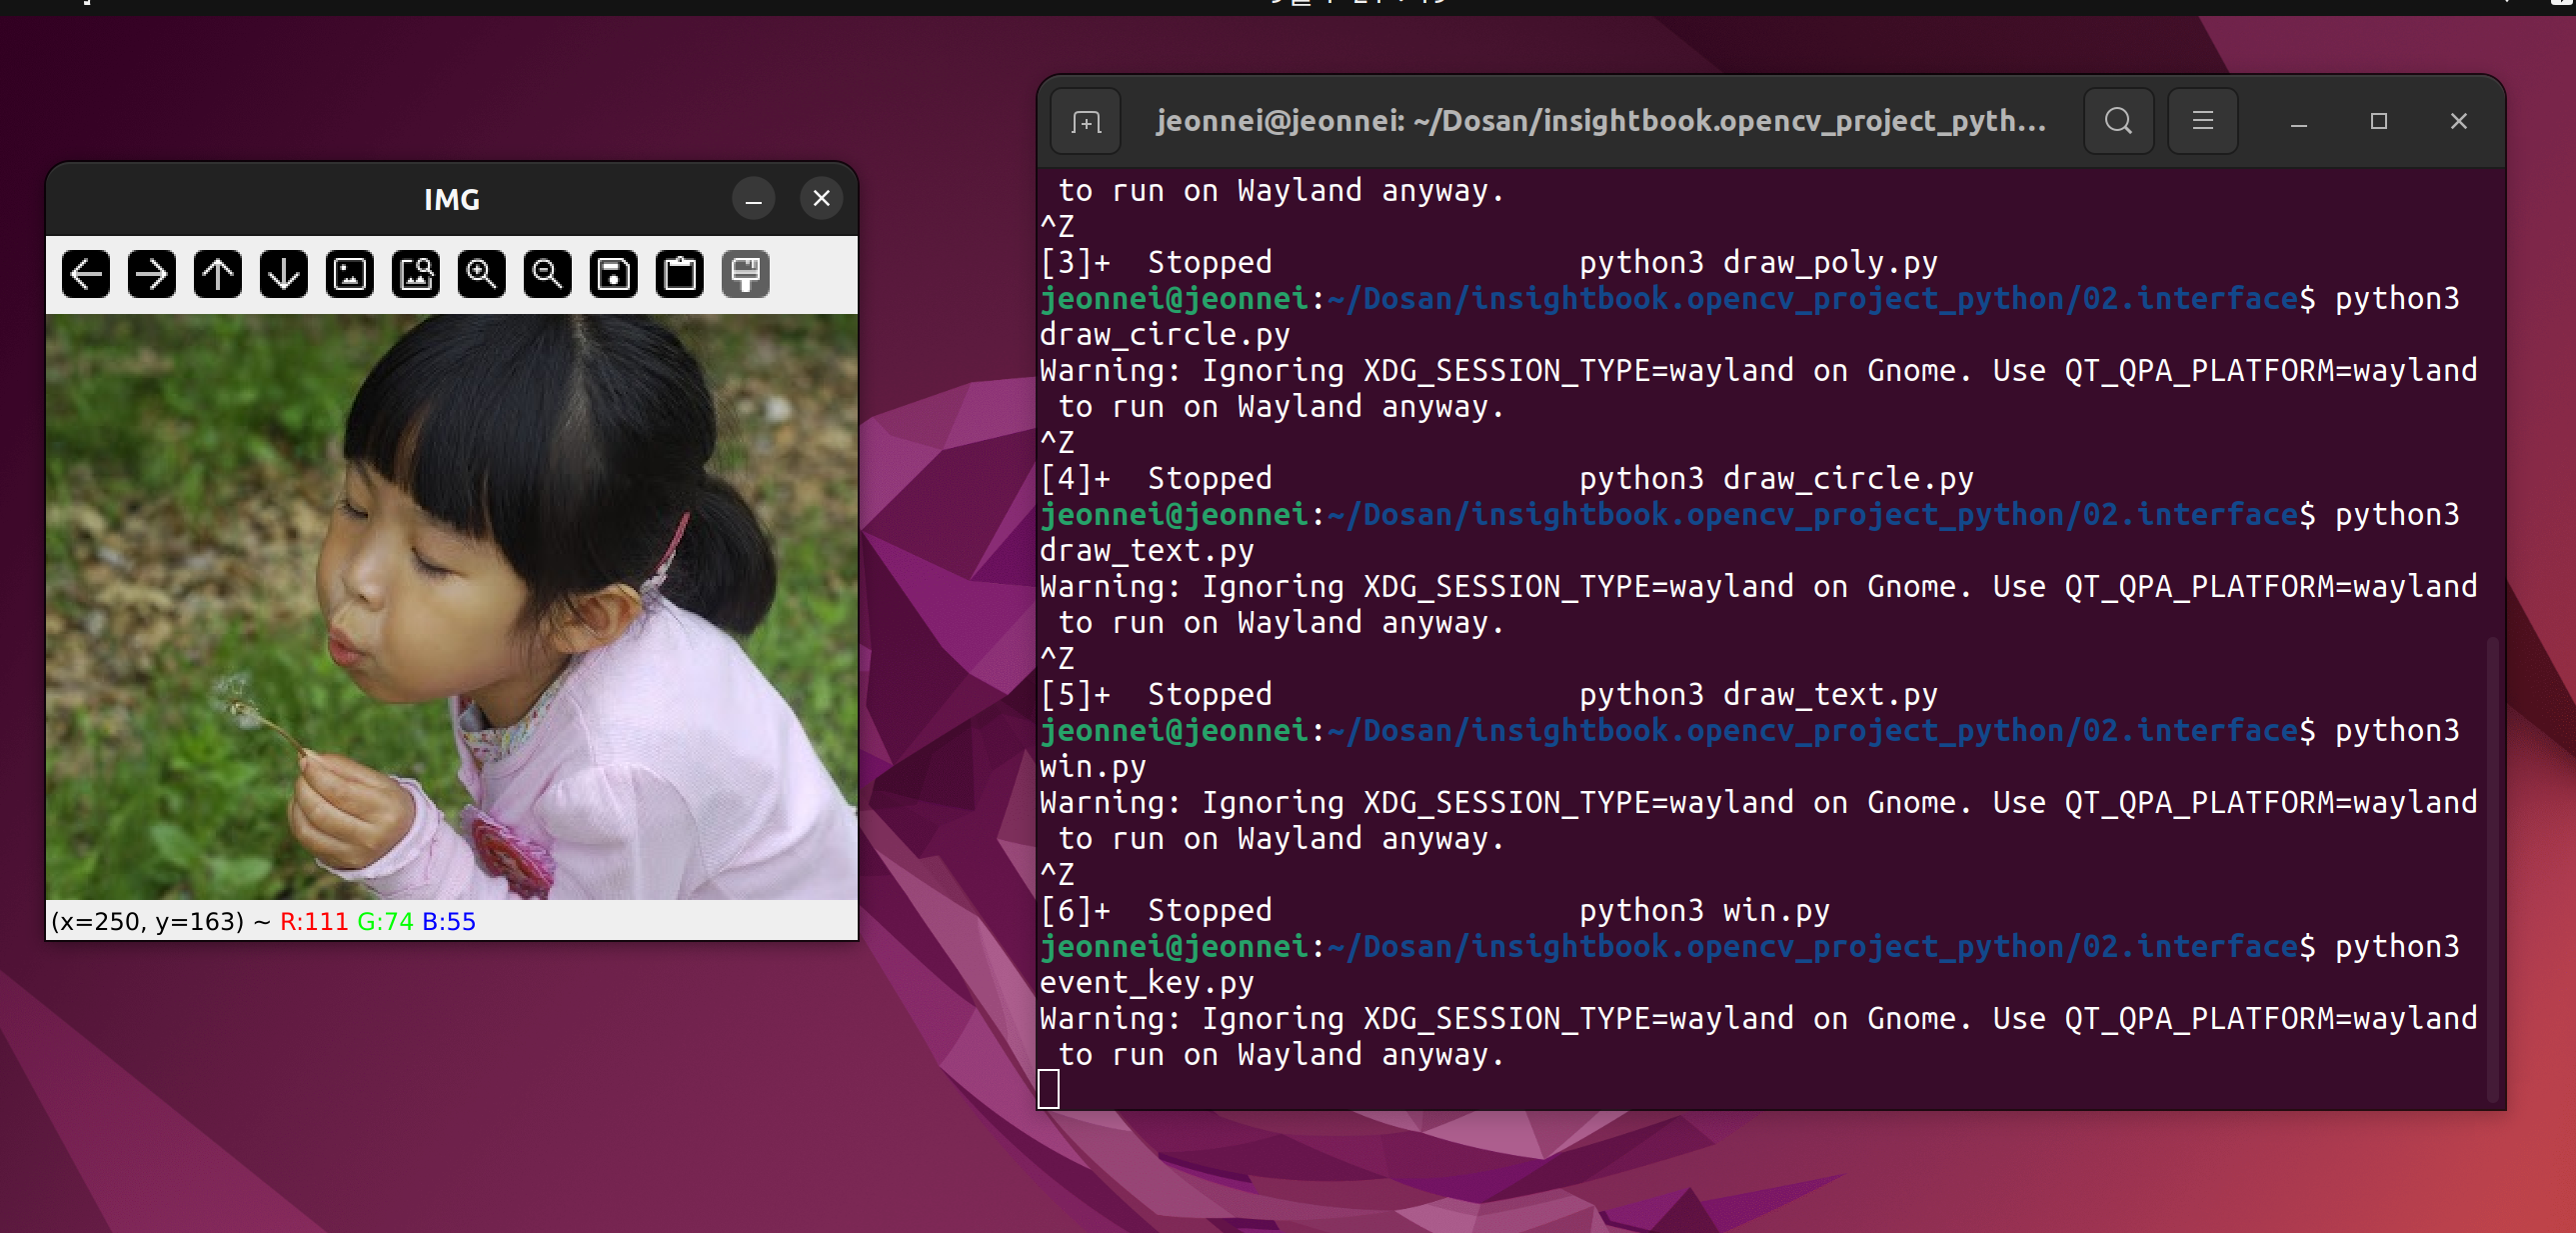 IMG
(x=250, y=163) ~ R:111 G:74 B:55
jeonnei@jeonnei: ~/Dosan/insightbook.opencv_project_pyth...
 to run on Wayland anyway.
^Z
[3]+  Stopped                 python3 draw_poly.py
jeonnei@jeonnei:~/Dosan/insightbook.opencv_project_python/02.interface$ python3
draw_circle.py
Warning: Ignoring XDG_SESSION_TYPE=wayland on Gnome. Use QT_QPA_PLATFORM=wayland
 to run on Wayland anyway.
^Z
[4]+  Stopped                 python3 draw_circle.py
jeonnei@jeonnei:~/Dosan/insightbook.opencv_project_python/02.interface$ python3
draw_text.py
Warning: Ignoring XDG_SESSION_TYPE=wayland on Gnome. Use QT_QPA_PLATFORM=wayland
 to run on Wayland anyway.
^Z
[5]+  Stopped                 python3 draw_text.py
jeonnei@jeonnei:~/Dosan/insightbook.opencv_project_python/02.interface$ python3
win.py
Warning: Ignoring XDG_SESSION_TYPE=wayland on Gnome. Use QT_QPA_PLATFORM=wayland
 to run on Wayland anyway.
^Z
[6]+  Stopped                 python3 win.py
jeonnei@jeonnei:~/Dosan/insightbook.opencv_project_python/02.interface$ python3
event_key.py
Warning: Ignoring XDG_SESSION_TYPE=wayland on Gnome. Use QT_QPA_PLATFORM=wayland
 to run on Wayland anyway.